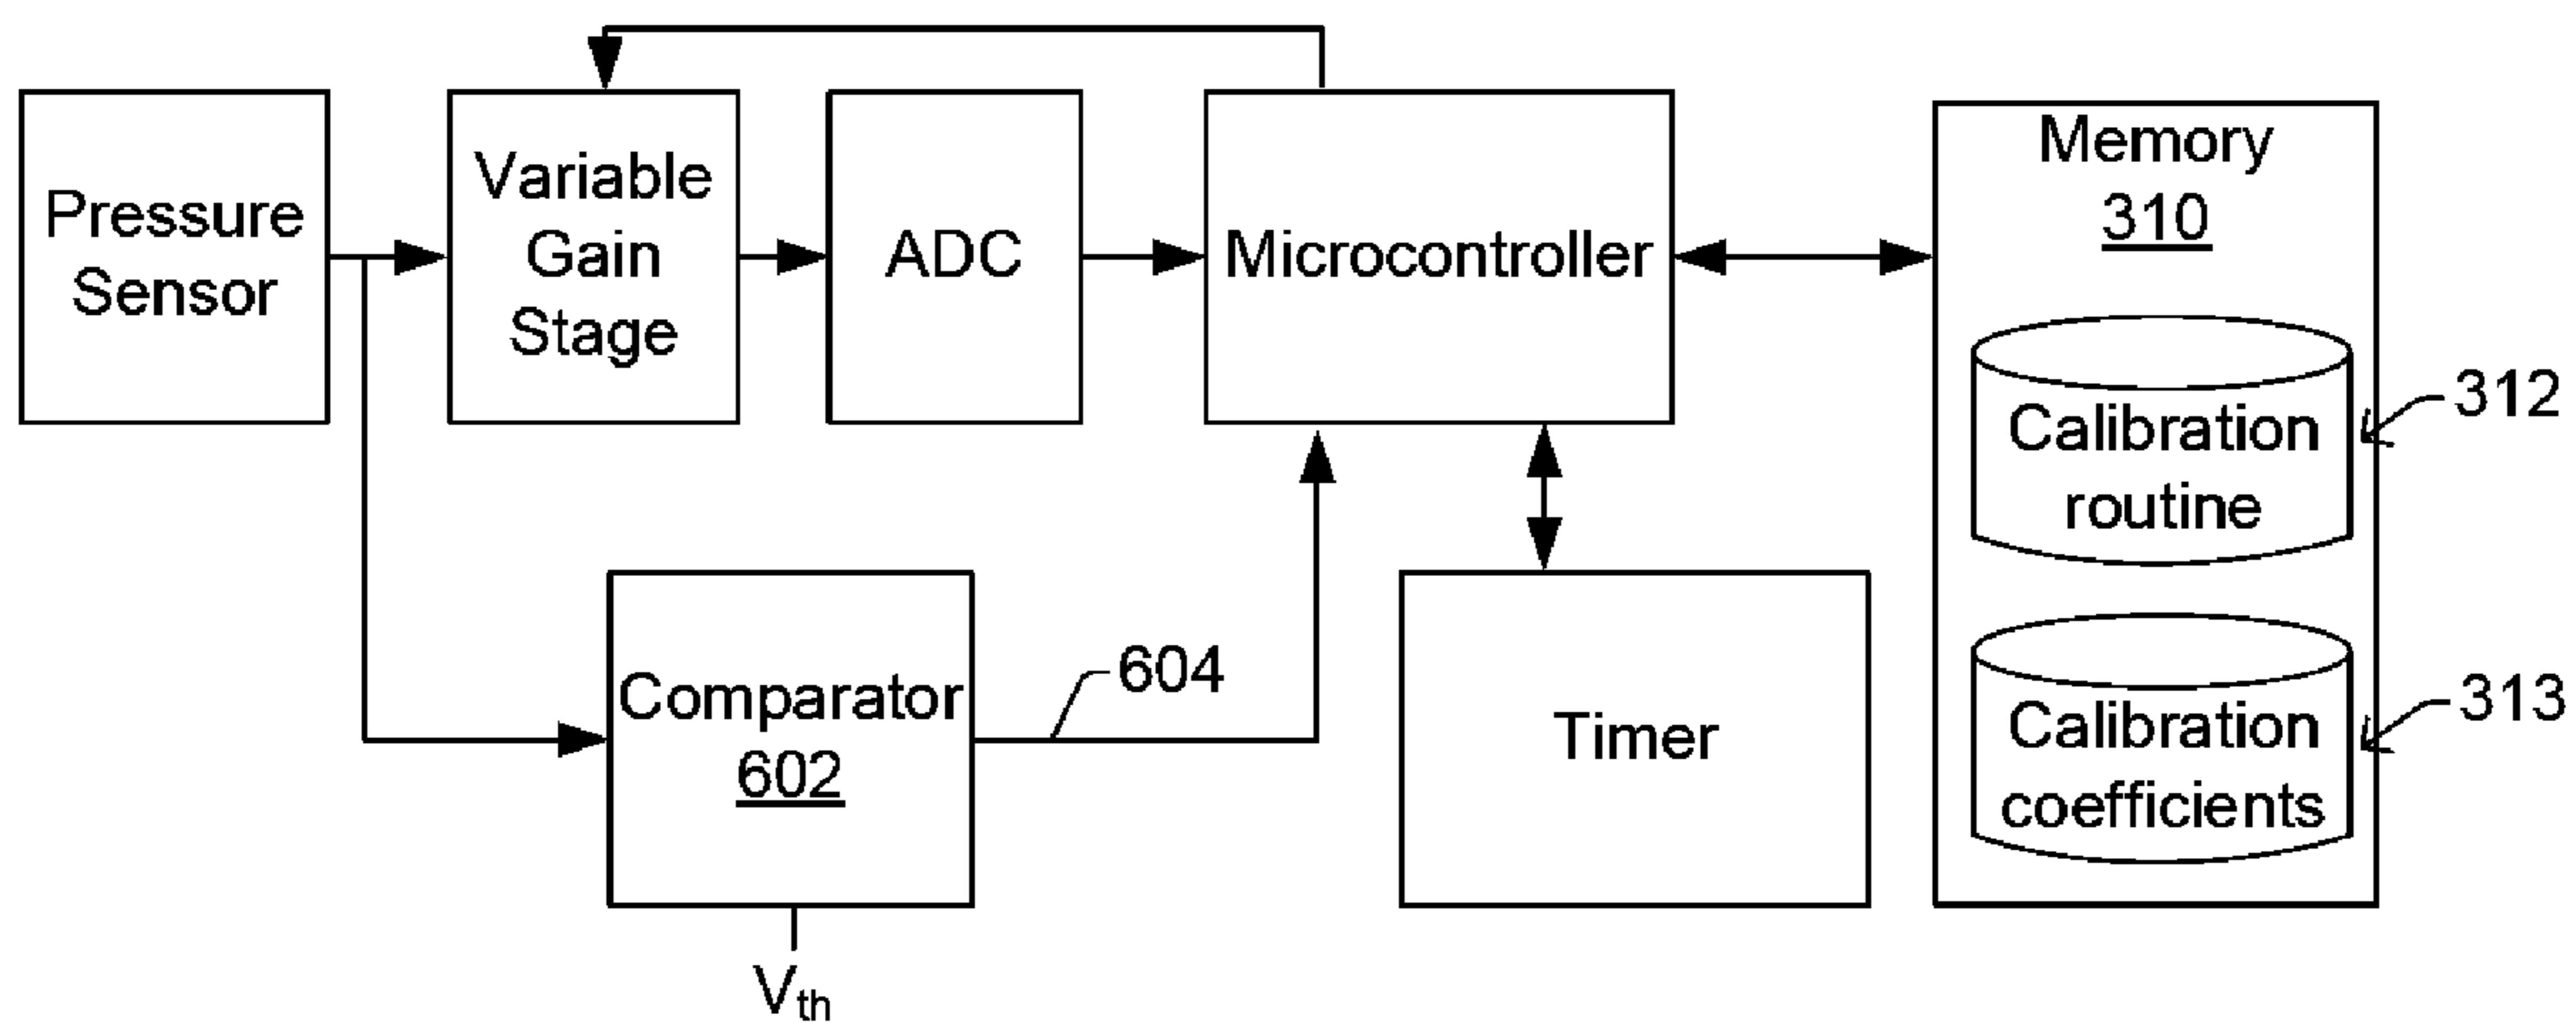 Pressure
Sensor
Variable
Gain
Stage
ADC
Microcontroller
Memory
310
Calibration
routine
312
Calibration
coefficients
313
Comparator
602
604
Timer
Vth